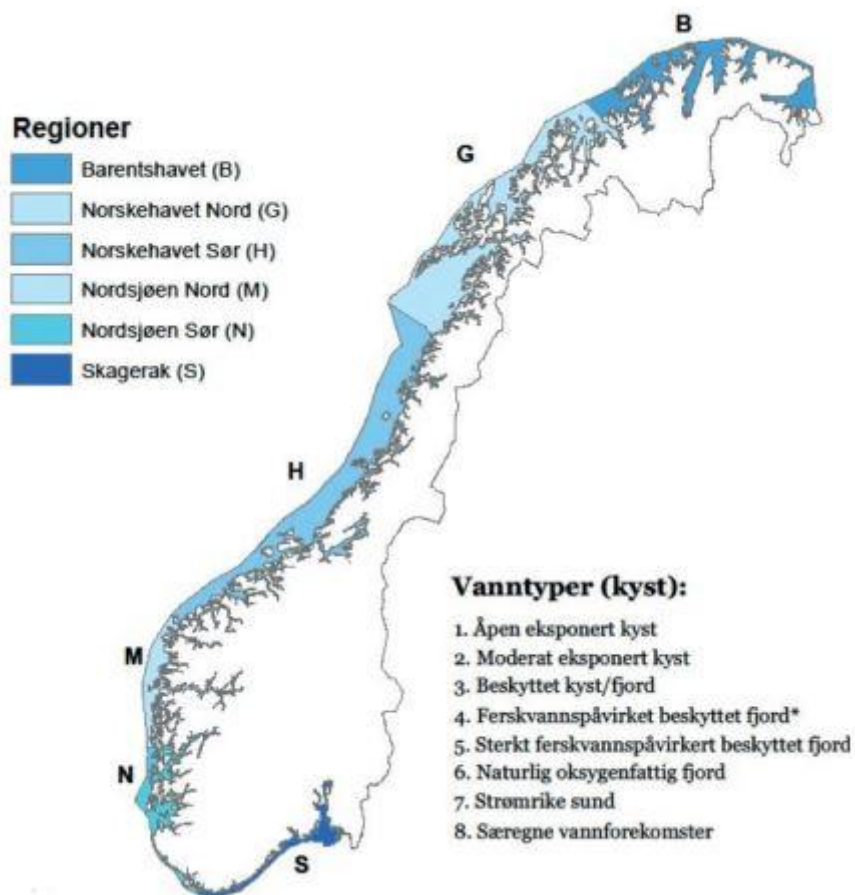 B
Regioner
Barentshavet (B)
G
Norskehavet Nord (G)
Norskehavet Sør (H)
Nordsjøen Nord (M)
Nordsjøen Sør (N)
Skagerak (S)
H
Vanntyper (kyst):
1. Åpen eksponert kyst
2. Moderat eksponert kyst
3. Beskyttet kyst/fjord
4. Ferskvannspåvirket beskyttet fjord*
5. Sterkt ferskvannspåvirkert beskyttet fjord
6. Naturlig oksygenfattig fjord
7. Strømrike sund
8. Særegne vannforekomster
M
N
S